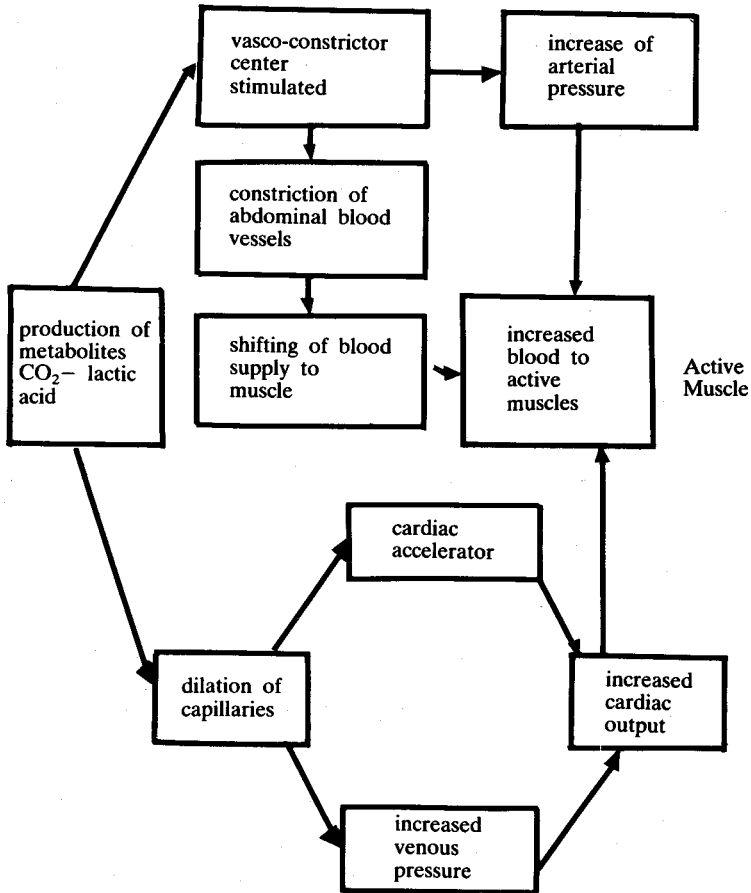 vasco-constrictor
center
stimulated
increase of
arterial
pressure
constriction of
abdominal blood
vessels
production of
metabolites
CO₂– lactic
acid
shifting of blood
supply to
muscle
increased
blood to
active
muscles
Active
Muscle
cardiac
accelerator
dilation of
capillaries
increased
cardiac
output
increased
venous
pressure